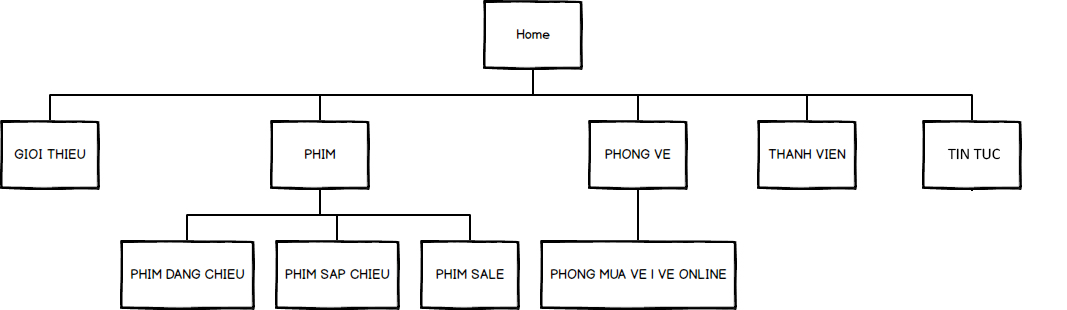 Home
GIOI THIEU
PHIM
PHONG VE
THANH VIEN
TIN TUC
PHIM DANG CHIEU
PHIM SAP CHIEU
PHIM SALE
PHONG MUA VE | VE ONLINE